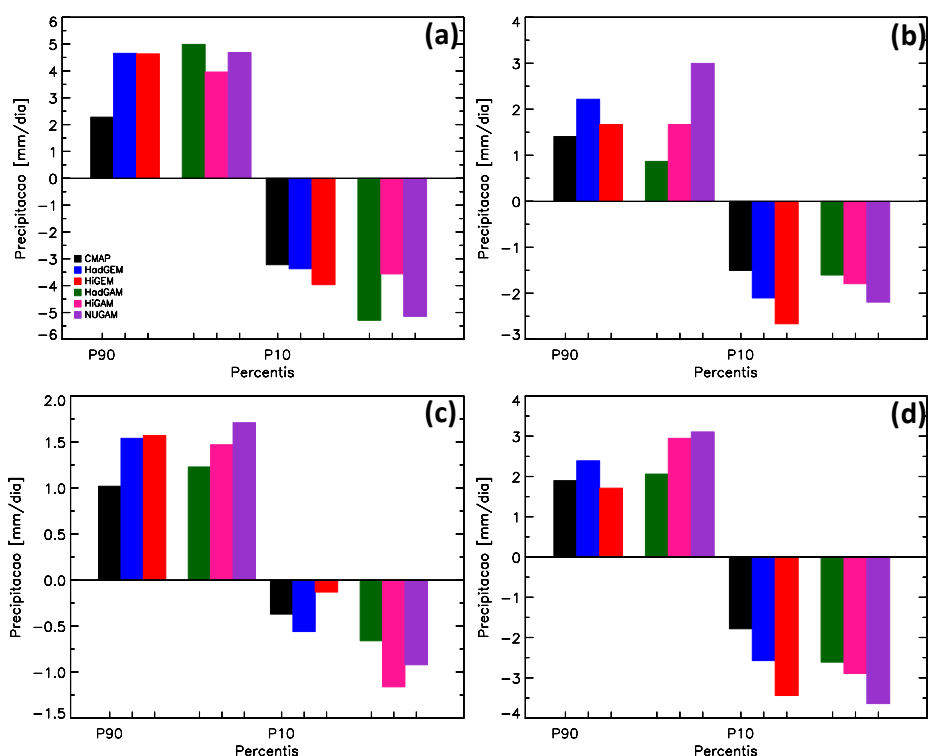 (a)
Precipitacao [mm/dia]
6
5
4
3
2
1
0
−1
−2
−3
−4
−5
−6
CMAP
HadGEM
HiGEM
HadGAM
HiGAM
NUGAM
P90 P10
Percentis
(b)
Precipitacao [mm/dia]
4
3
2
1
0
−1
−2
−3
P90 P10
Percentis
(c)
Precipitacao [mm/dia]
2.0
1.5
1.0
0.5
0.0
−0.5
−1.0
−1.5
P90 P10
Percentis
(d)
Precipitacao [mm/dia]
4
3
2
1
0
−1
−2
−3
−4
P90 P10
Percentis